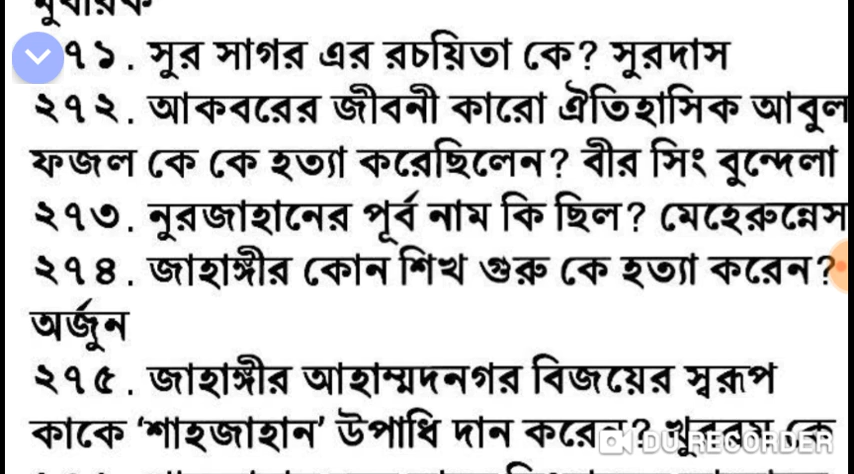 ৭১. সুর সাগর এর রচয়িতা কে? সুরদাস
২৭২. আকবরের জীবনী কারো ঐতিহাসিক আবুল
ফজল কে কে হত্যা করেছিলেন? বীর সিং বুন্দেলা
২৭৩. নুরজাহানের পূর্ব নাম কি ছিল? মেহেরুন্নেস
২৭৪. জাহাঙ্গীর কোন শিখ গুরু কে হত্যা করেন?
অর্জুন
২৭৫. জাহাঙ্গীর আহাম্মদনগর বিজয়ের স্বরূপ
কাকে ‘শাহজাহান’ উপাধি দান করেন? খুররম কে
DU RECORDER